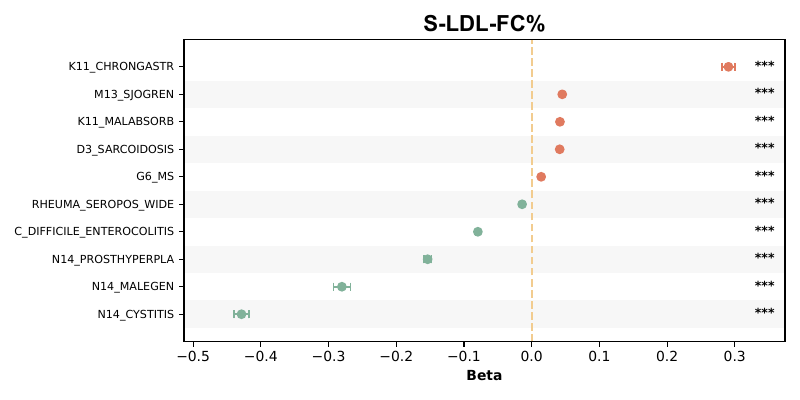 S-LDL-FC%
K11_CHRONGASTR ***
M13_SJOGREN ***
K11_MALABSORB ***
D3_SARCOIDOSIS ***
G6_MS ***
RHEUMA_SEROPOS_WIDE ***
C_DIFFICILE_ENTEROCOLITIS ***
N14_PROSTHYPERPLA ***
N14_MALEGEN ***
N14_CYSTITIS ***
−0.5 −0.4 −0.3 −0.2 −0.1 0.0 0.1 0.2 0.3
Beta